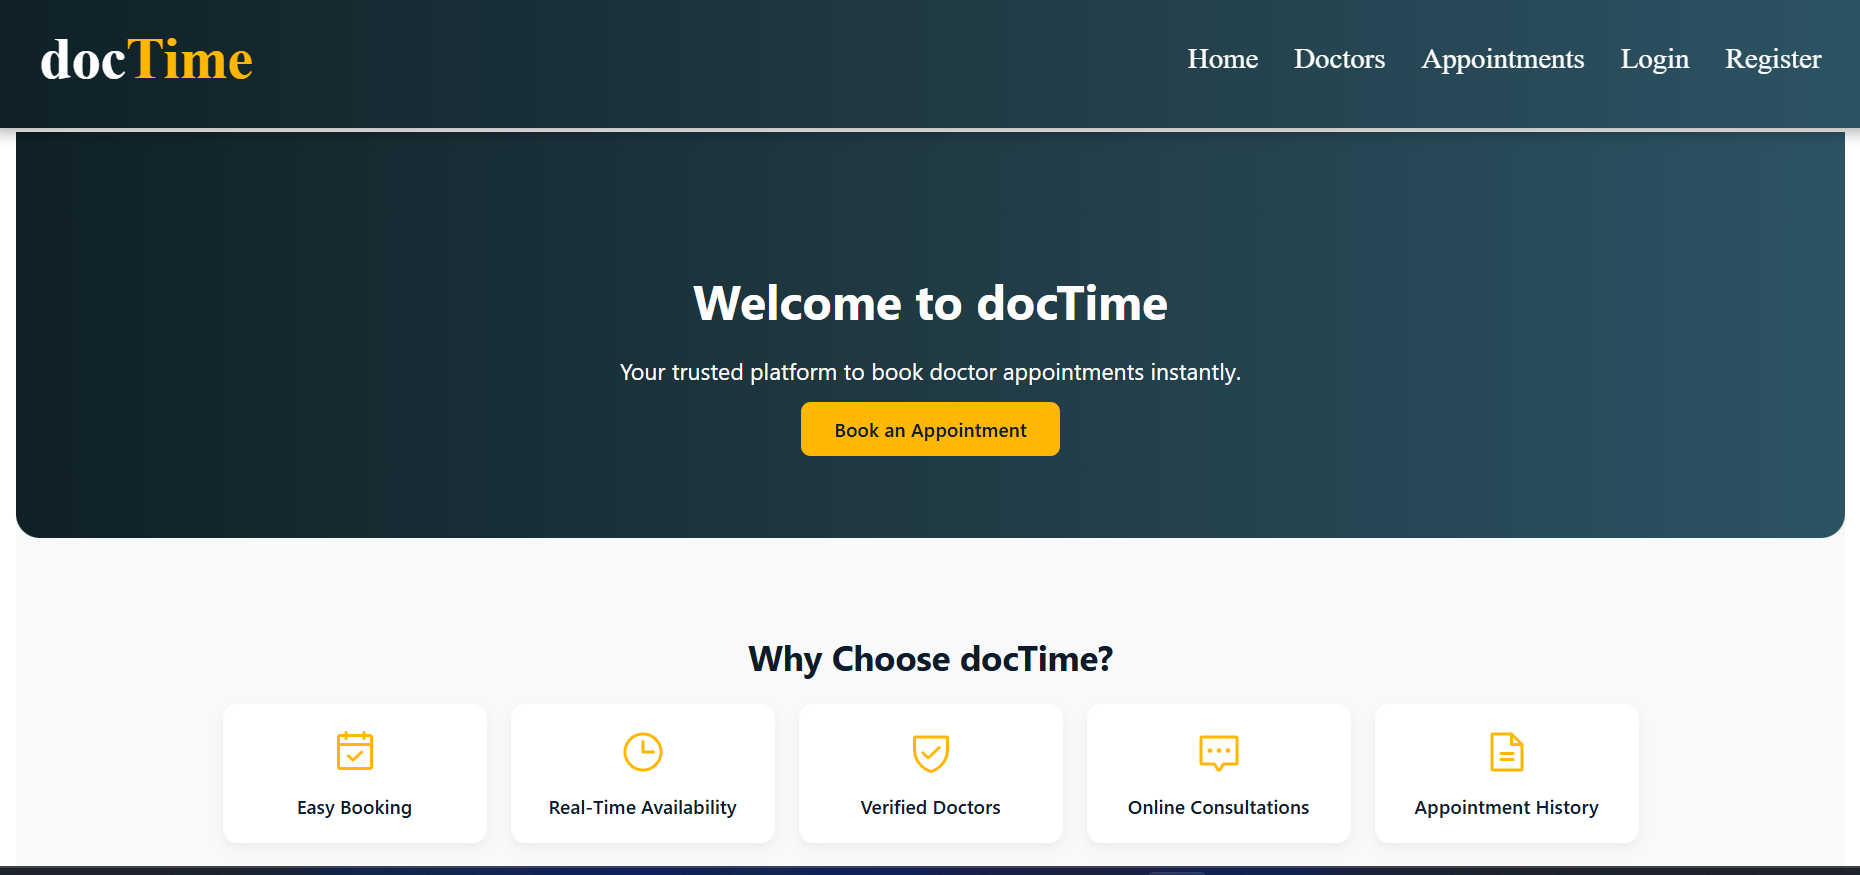 docTime
Home Doctors Appointments Login Register
Welcome to docTime
Your trusted platform to book doctor appointments instantly.
Book an Appointment
Why Choose docTime?
Easy Booking
Real-Time Availability
Verified Doctors
Online Consultations
Appointment History